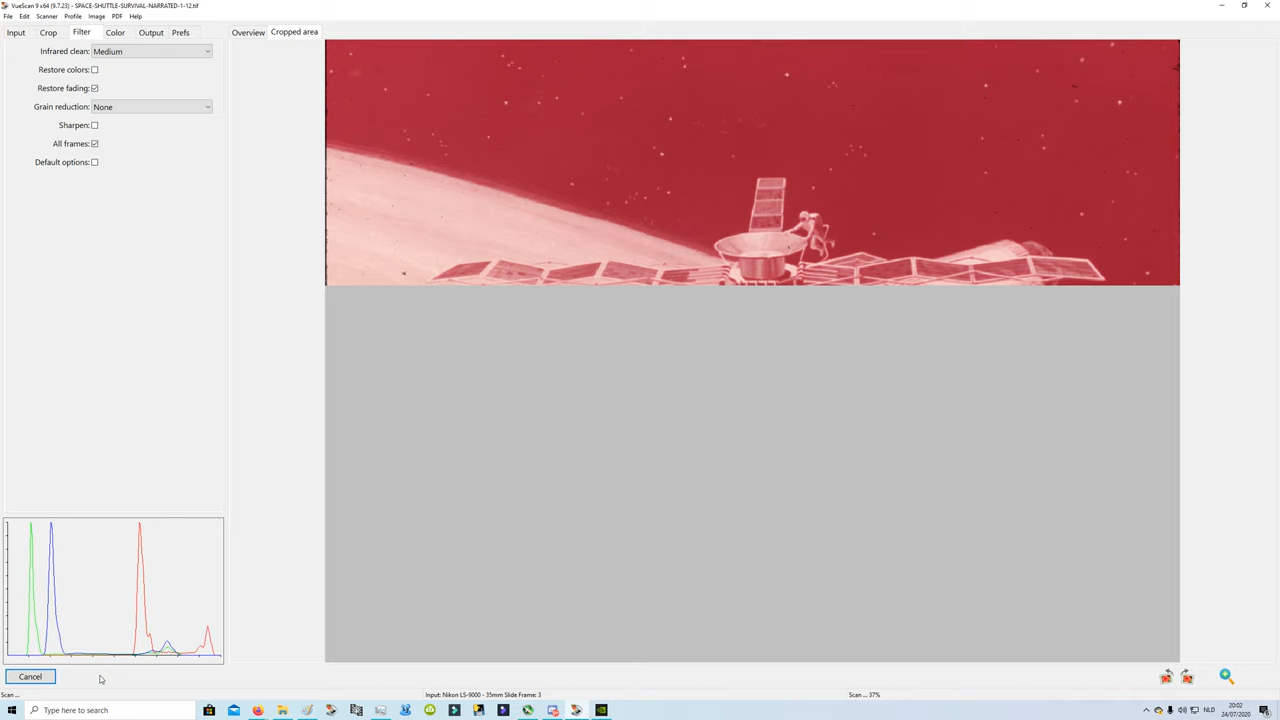 VueScan 9 x64 (9.7.23) - SPACE-SHUTTLE-SURVIVAL-NARRATED-1-12.tif
File Edit Scanner Profile Image PDF Help
Input Crop Filter Color Output Prefs Overview Cropped area
Infrared clean: Medium
Restore colors:
Restore fading:
Grain reduction: None
Sharpen:
All frames:
Default options:
Cancel
Scan ... Input: Nikon LS-9000 - 35mm Slide Frame: 3 Scan ... 37%
Type here to search NLD 20:02
24/07/2020